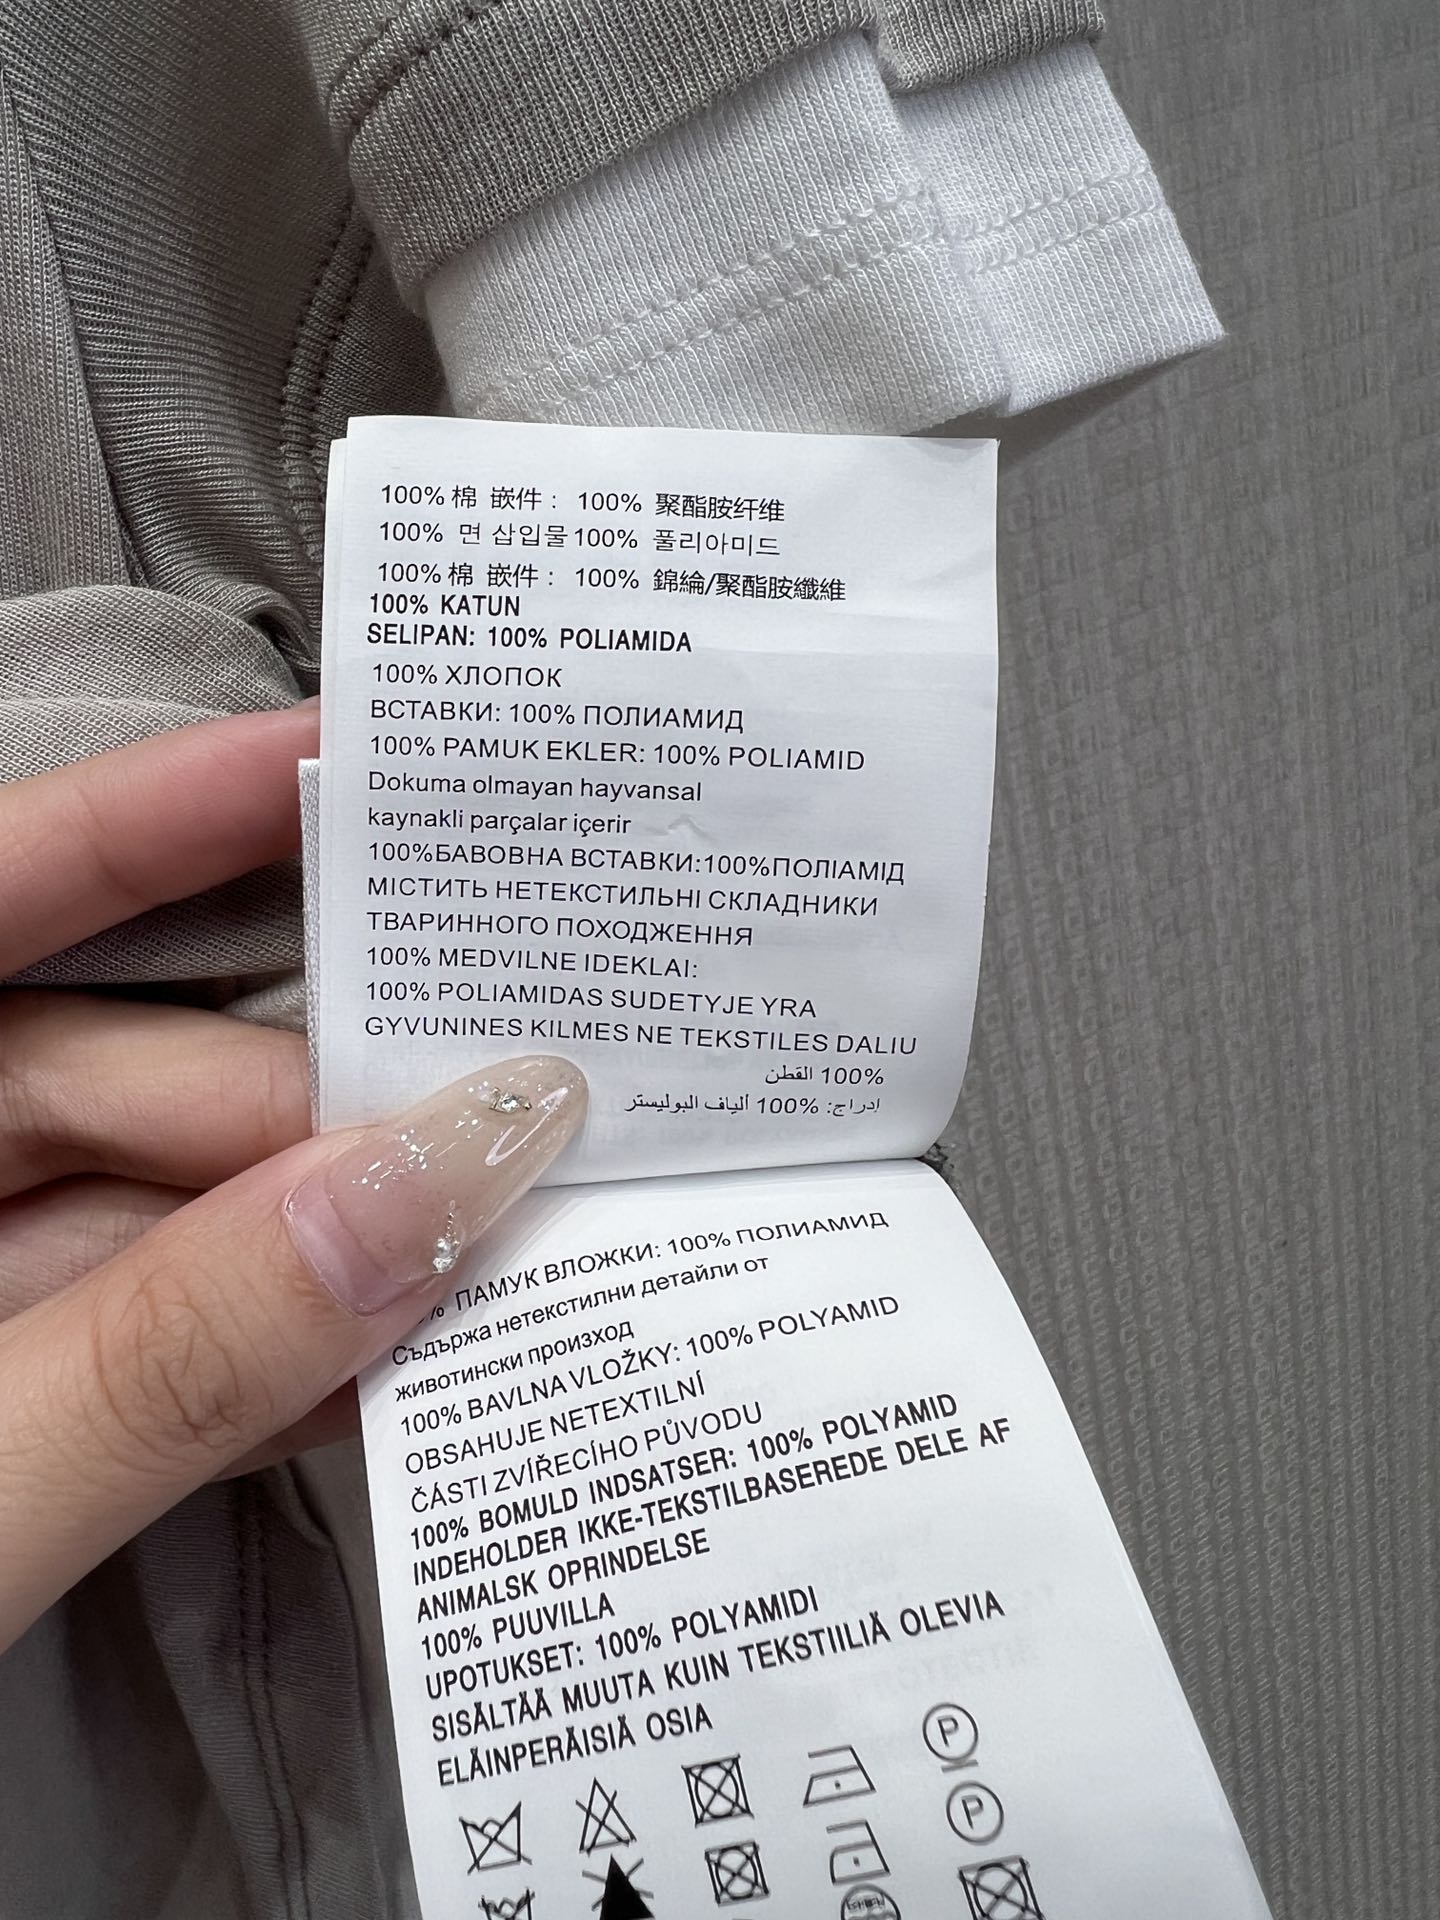 100% 棉 嵌件： 100% 聚酯胺纤维
100% 면 삽입물 100% 폴리아미드
100% 棉 嵌件： 100% 錦綸/聚酯胺纖維
100% KATUN
SELIPAN: 100% POLIAMIDA
100% ХЛОПОК
ВСТАВКИ: 100% ПОЛИАМИД
100% PAMUK EKLER: 100% POLIAMID
Dokuma olmayan hayvansal
kaynakli parçalar içerir
100%БАВОВНА ВСТАВКИ:100%ПОЛІАМІД
МІСТИТЬ НЕТЕКСТИЛЬНІ СКЛАДНИКИ
ТВАРИННОГО ПОХОДЖЕННЯ
100% MEDVILNE IDEKLAI:
100% POLIAMIDAS SUDETYJE YRA
GYVUNINES KILMES NE TEKSTILES DALIU
100% القطن
إدراج: 100% ألياف البوليستر
% ПАМУК ВЛОЖКИ: 100% ПОЛИАМИД
Съдържа нетекстилни детайли от
животински произход
100% BAVLNA VLOŽKY: 100% POLYAMID
OBSAHUJE NETEXTILNÍ
ČÁSTI ZVÍŘECÍHO PŮVODU
100% BOMULD INDSATSER: 100% POLYAMID
INDEHOLDER IKKE-TEKSTILBASEREDE DELE AF
ANIMALSK OPRINDELSE
100% PUUVILLA
UPOTUKSET: 100% POLYAMIDI
SISÄLTÄÄ MUUTA KUIN TEKSTIILIÄ OLEVIA
ELÄINPERÄISIÄ OSIA
P
P